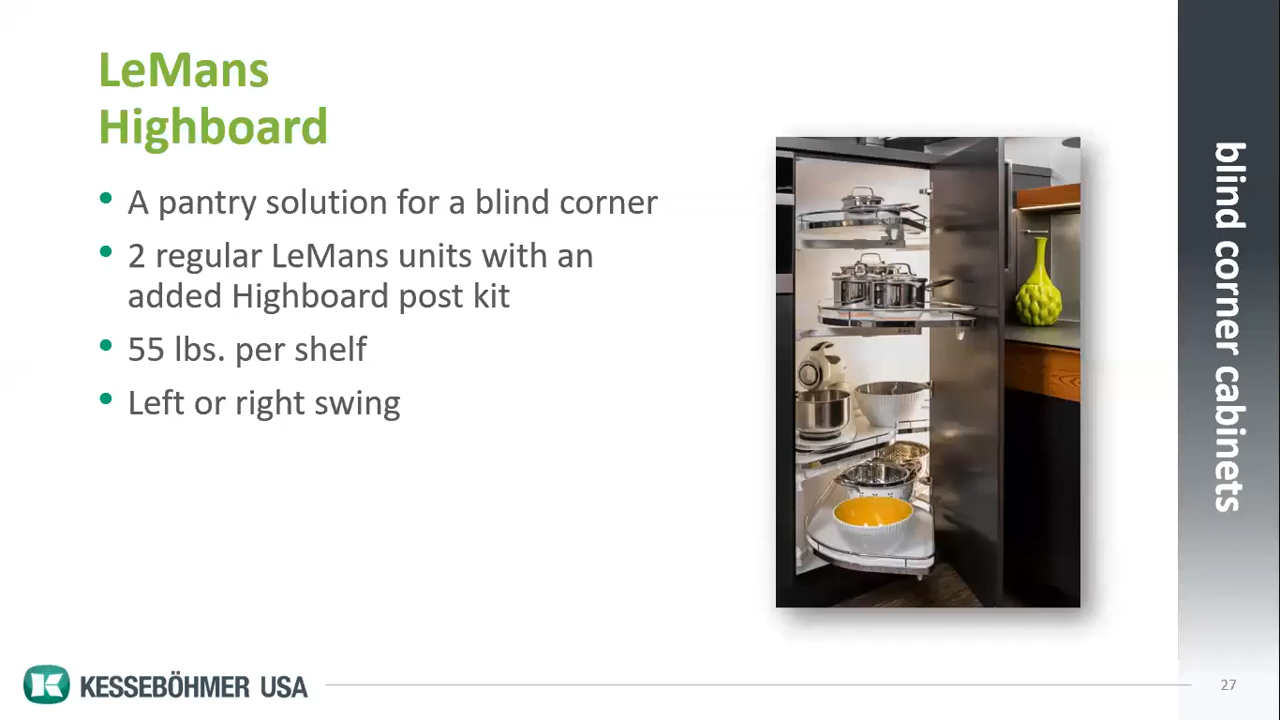 LeMans
Highboard
• A pantry solution for a blind corner
• 2 regular LeMans units with an
added Highboard post kit
• 55 lbs. per shelf
• Left or right swing
blind corner cabinets
KESSEBÖHMER USA
27